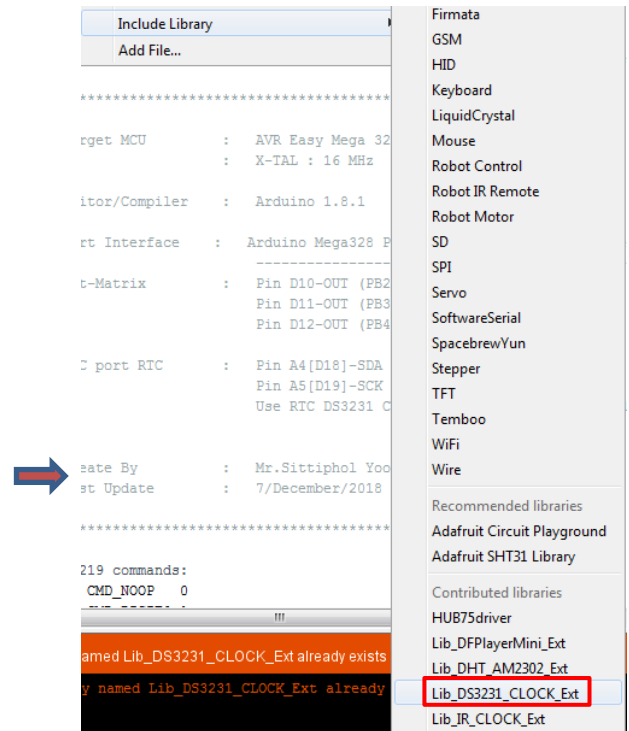 Include Library
Add File...
****************************************
rget MCU : AVR Easy Mega 32
: X-TAL : 16 MHz
itor/Compiler : Arduino 1.8.1
rt Interface : Arduino Mega328 P
-----------------
t-Matrix : Pin D10-OUT (PB2
Pin D11-OUT (PB3
Pin D12-OUT (PB4
C port RTC : Pin A4[D18]-SDA
Pin A5[D19]-SCK
Use RTC DS3231 C
eate By : Mr.Sittiphol Yoo
st Update : 7/December/2018
****************************************
219 commands:
CMD_NOOP 0
amed Lib_DS3231_CLOCK_Ext already exists
y named Lib_DS3231_CLOCK_Ext already
Firmata
GSM
HID
Keyboard
LiquidCrystal
Mouse
Robot Control
Robot IR Remote
Robot Motor
SD
SPI
Servo
SoftwareSerial
SpacebrewYun
Stepper
TFT
Temboo
WiFi
Wire
Recommended libraries
Adafruit Circuit Playground
Adafruit SHT31 Library
Contributed libraries
HUB75driver
Lib_DFPlayerMini_Ext
Lib_DHT_AM2302_Ext
Lib_DS3231_CLOCK_Ext
Lib_IR_CLOCK_Ext